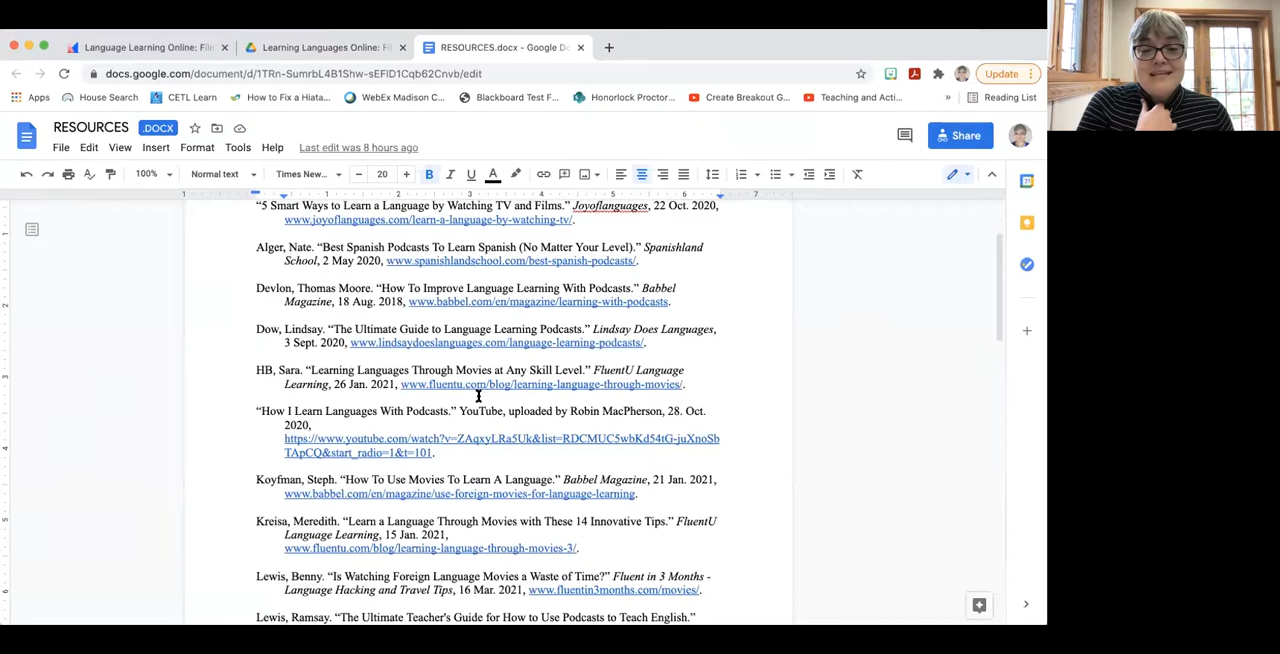 Language Learning Online: Film
Learning Languages Online: Fi
RESOURCES.docx - Google Do
docs.google.com/document/d/1TRn-SumrbL4B1Shw-sEFlD1Cqb62Cnvb/edit
Update
Apps
House Search
CETL Learn
How to Fix a Hiata...
WebEx Madison C...
Blackboard Test F...
Honorlock Proctor...
Create Breakout G...
Teaching and Acti...
»
Reading List
RESOURCES .DOCX
File Edit View Insert Format Tools Help Last edit was 8 hours ago
Share
100% Normal text Times New... 20 B I U A
1 2 3 4 5 6 7
“5 Smart Ways to Learn a Language by Watching TV and Films.” Joyoflanguages, 22 Oct. 2020,
www.joyoflanguages.com/learn-a-language-by-watching-tv/.
Alger, Nate. “Best Spanish Podcasts To Learn Spanish (No Matter Your Level).” Spanishland
School, 2 May 2020, www.spanishlandschool.com/best-spanish-podcasts/.
Devlon, Thomas Moore. “How To Improve Language Learning With Podcasts.” Babbel
Magazine, 18 Aug. 2018, www.babbel.com/en/magazine/learning-with-podcasts.
Dow, Lindsay. “The Ultimate Guide to Language Learning Podcasts.” Lindsay Does Languages,
3 Sept. 2020, www.lindsaydoeslanguages.com/language-learning-podcasts/.
HB, Sara. “Learning Languages Through Movies at Any Skill Level.” FluentU Language
Learning, 26 Jan. 2021, www.fluentu.com/blog/learning-language-through-movies/.
“How I Learn Languages With Podcasts.” YouTube, uploaded by Robin MacPherson, 28. Oct.
2020,
https://www.youtube.com/watch?v=ZAqxyLRa5Uk&list=RDCMUC5wbKd54tG-juXnoSb
TApCQ&start_radio=1&t=101.
Koyfman, Steph. “How To Use Movies To Learn A Language.” Babbel Magazine, 21 Jan. 2021,
www.babbel.com/en/magazine/use-foreign-movies-for-language-learning.
Kreisa, Meredith. “Learn a Language Through Movies with These 14 Innovative Tips.” FluentU
Language Learning, 15 Jan. 2021,
www.fluentu.com/blog/learning-language-through-movies-3/.
Lewis, Benny. “Is Watching Foreign Language Movies a Waste of Time?” Fluent in 3 Months -
Language Hacking and Travel Tips, 16 Mar. 2021, www.fluentin3months.com/movies/.
Lewis, Ramsay. “The Ultimate Teacher's Guide for How to Use Podcasts to Teach English.”